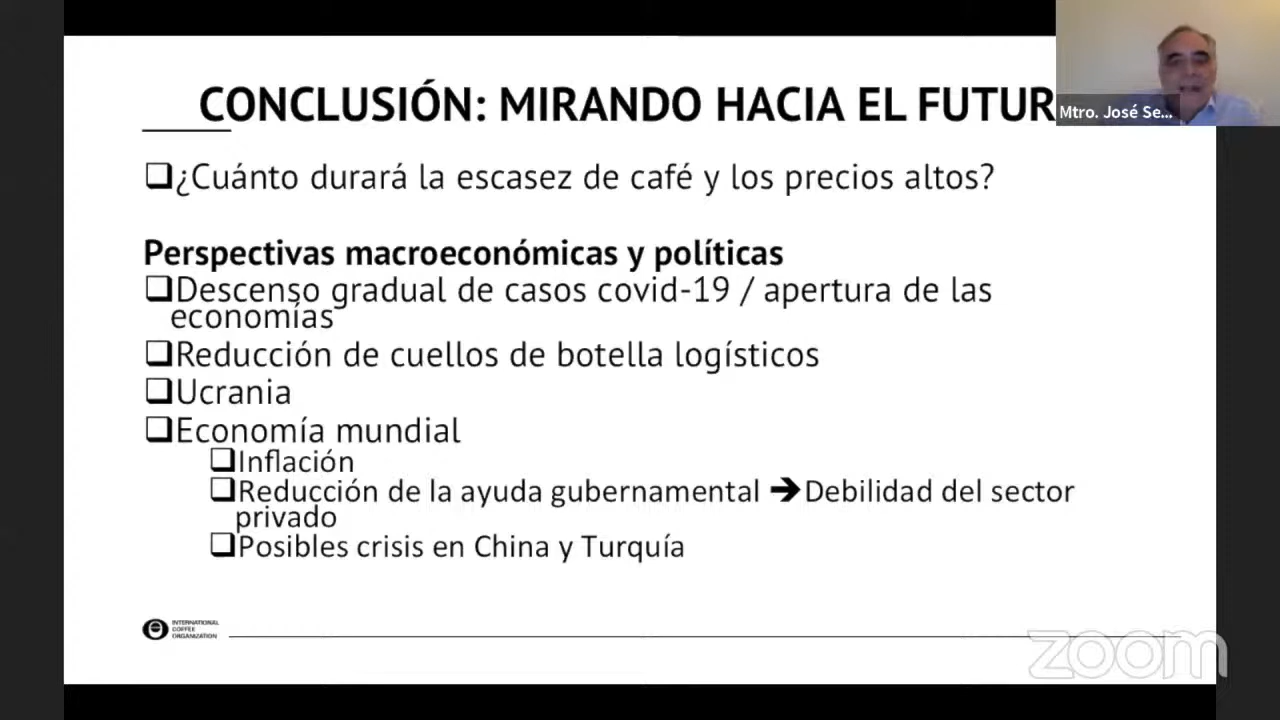 CONCLUSIÓN: MIRANDO HACIA EL FUTUR
Mtro. José Se...
❑¿Cuánto durará la escasez de café y los precios altos?
Perspectivas macroeconómicas y políticas
❑Descenso gradual de casos covid-19 / apertura de las
economías
❑Reducción de cuellos de botella logísticos
❑Ucrania
❑Economía mundial
❑Inflación
❑Reducción de la ayuda gubernamental ➔Debilidad del sector
privado
❑Posibles crisis en China y Turquía
INTERNATIONAL
COFFEE
ORGANIZATION
zoom